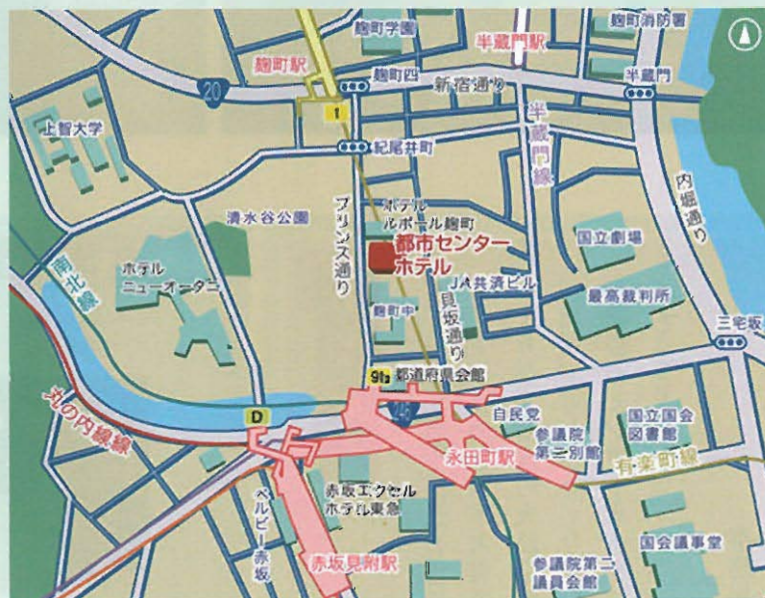 麹町学園
半蔵門駅
麹町消防署
麹町駅
20
麹町四
新宿通り
半蔵門
1
上智大学
紀尾井町
半蔵門線
内堀通り
プリンス通り
ホテル
ルポール麹町
清水谷公園
都市センター
ホテル
国立劇場
南北線
ホテル
ニューオータニ
JA共済ビル
最高裁判所
麹町中
貝坂通り
三宅坂
都道府県会館
丸の内線線
D
246
自民党
国立国会
図書館
参議院
第二別館
永田町駅
有楽町線
ベルビー赤坂
赤坂エクセル
ホテル東急
赤坂見附駅
国会議事堂
参議院第二
議員会館